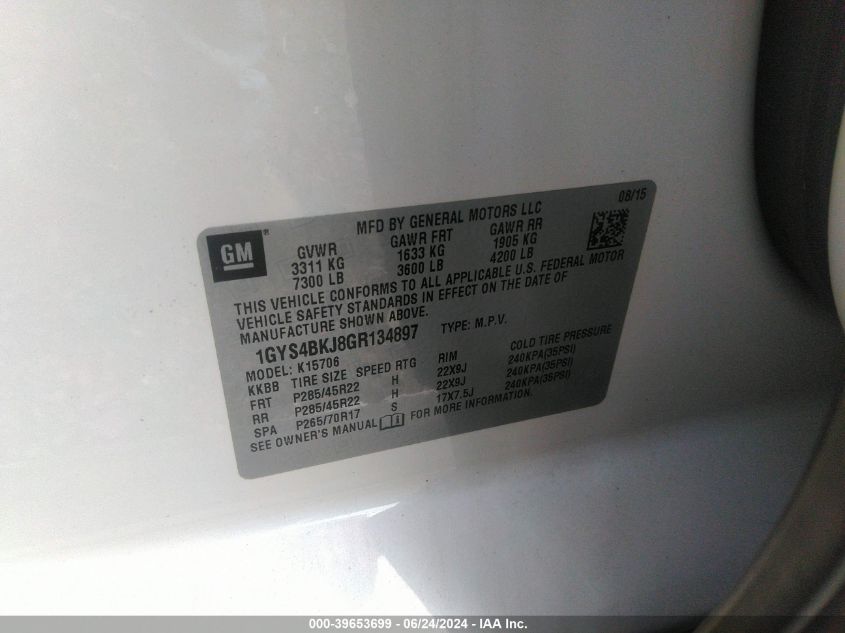 08/15
MFD BY GENERAL MOTORS LLC
GM®
GVWR GAWR FRT GAWR RR
3311 KG 1633 KG 1905 KG
7300 LB 3600 LB 4200 LB
THIS VEHICLE CONFORMS TO ALL APPLICABLE U.S. FEDERAL MOTOR
VEHICLE SAFETY STANDARDS IN EFFECT ON THE DATE OF
MANUFACTURE SHOWN ABOVE.
1GYS4BKJ8GR134897 TYPE: M.P.V.
MODEL: K15706
KKBB TIRE SIZE SPEED RTG RIM COLD TIRE PRESSURE
FRT P285/45R22 H 22X9J 240KPA(35PSI)
RR P285/45R22 H 22X9J 240KPA(35PSI)
SPA P265/70R17 S 17X7.5J 240KPA(35PSI)
SEE OWNER'S MANUAL FOR MORE INFORMATION.
000-39653699 - 06/24/2024 - IAA Inc.